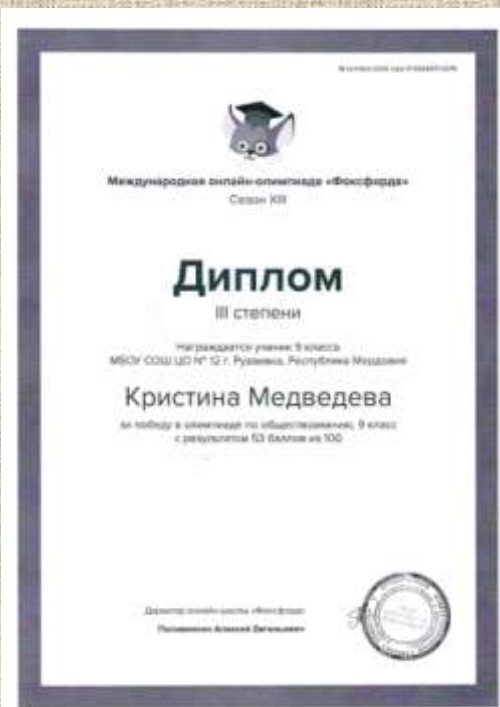 Международная онлайн-олимпиада «Фоксфорда»
Сезон XIII
Диплом
III степени
Награждается ученик 9 класса
МБОУ СОШ ЦО № 12 г. Рузаевка, Республика Мордовия
Кристина Медведева
за победу в олимпиаде по обществознанию, 9 класс
с результатом 53 баллов из 100
Директор онлайн-школы «Фоксфорд»
Алексей Евгеньевич